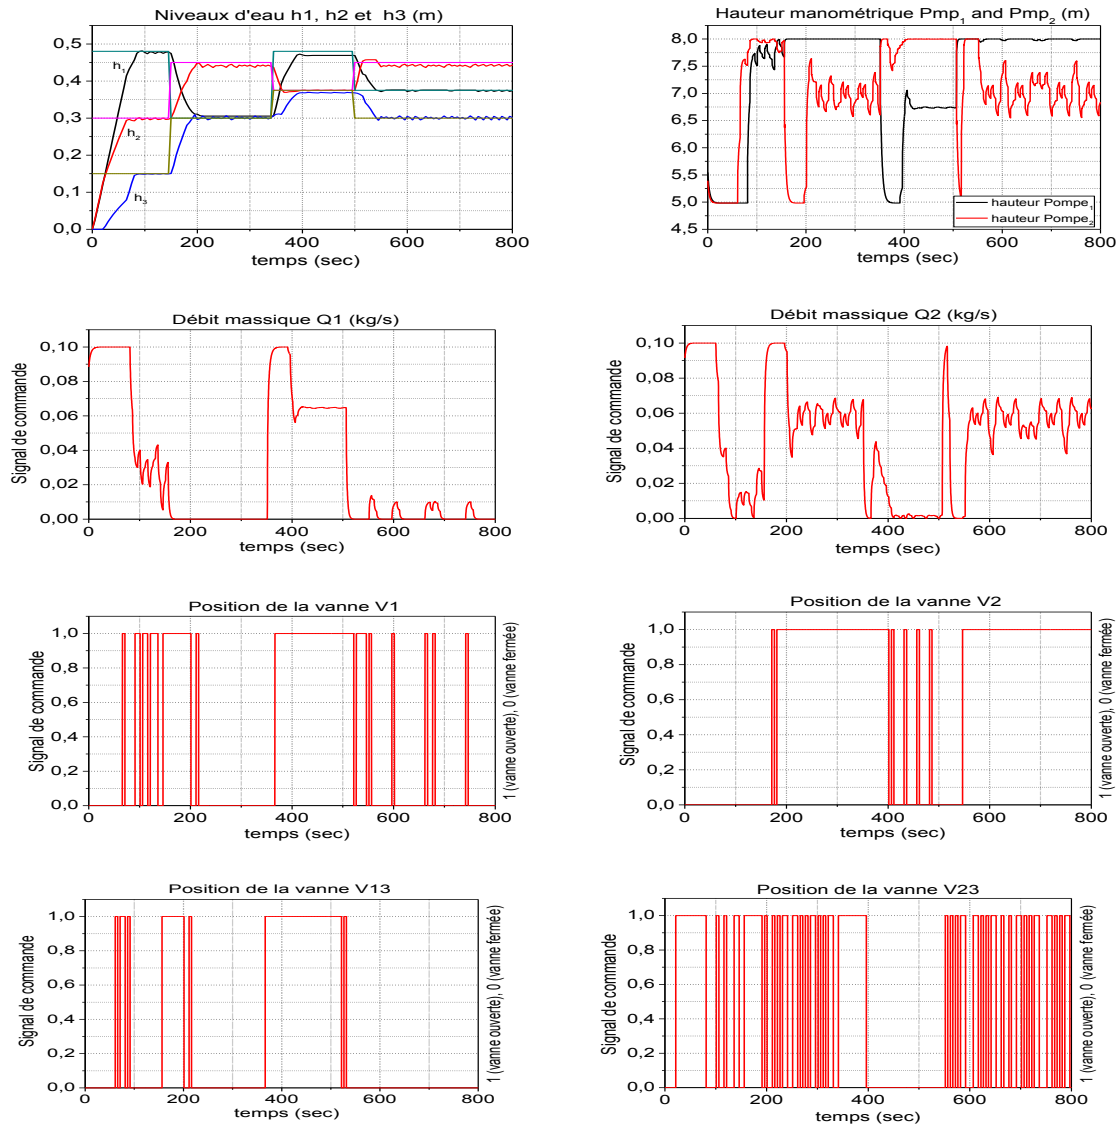 Niveaux d'eau h1, h2 et h3 (m)
0,5
0,4
0,3
0,2
0,1
0,0
h1
h2
h3
0 200 400 600 800
temps (sec)
Hauteur manométrique Pmp1 and Pmp2 (m)
8,0
7,5
7,0
6,5
6,0
5,5
5,0
4,5
hauteur Pompe1
hauteur Pompe2
0 200 400 600 800
temps (sec)
Débit massique Q1 (kg/s)
Signal de commande
0,10
0,08
0,06
0,04
0,02
0,00
0 200 400 600 800
temps (sec)
Débit massique Q2 (kg/s)
Signal de commande
0,10
0,08
0,06
0,04
0,02
0,00
0 200 400 600 800
temps (sec)
Position de la vanne V1
Signal de commande
1,0
0,8
0,6
0,4
0,2
0,0
1 (vanne ouverte), 0 (vanne fermée)
0 200 400 600 800
temps (sec)
Position de la vanne V2
Signal de commande
1,0
0,8
0,6
0,4
0,2
0,0
1 (vanne ouverte), 0 (vanne fermée)
0 200 400 600 800
temps (sec)
Position de la vanne V13
Signal de commande
1,0
0,8
0,6
0,4
0,2
0,0
1 (vanne ouverte), 0 (vanne fermée)
0 200 400 600 800
temps (sec)
Position de la vanne V23
Signal de commande
1,0
0,8
0,6
0,4
0,2
0,0
1 (vanne ouverte), 0 (vanne fermée)
0 200 400 600 800
temps (sec)